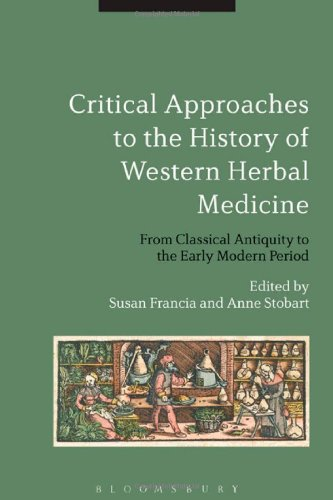 Critical Approaches
to the History of
Western Herbal
Medicine
From Classical Antiquity to
the Early Modern Period
Edited by
Susan Francia and Anne Stobart
BLOOMSBURY